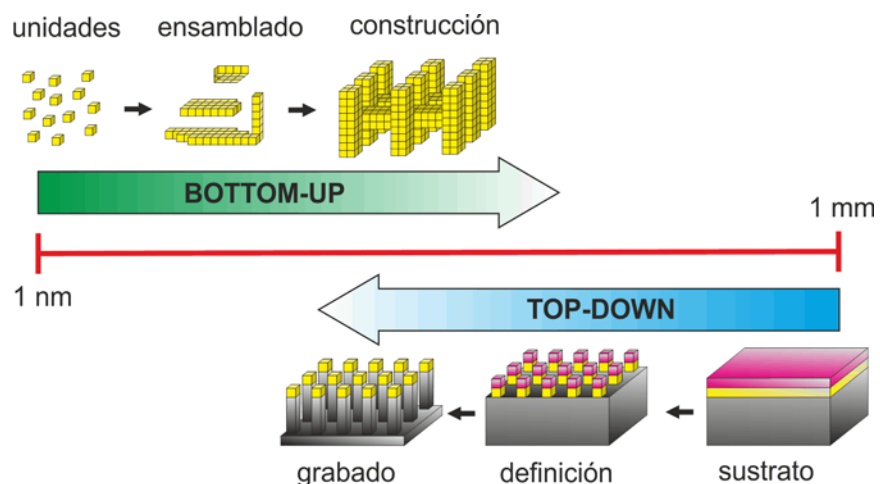 unidades
ensamblado
construcción
BOTTOM-UP
1 mm
1 nm
TOP-DOWN
grabado
definición
sustrato